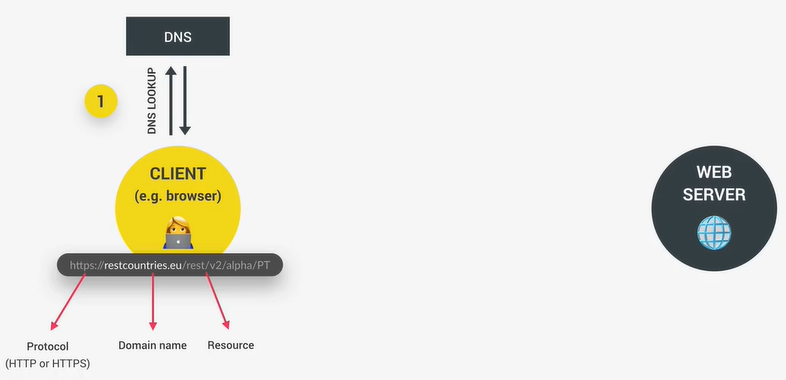 DNS
1
DNS LOOKUP
CLIENT
(e.g. browser)
WEB
SERVER
https://restcountries.eu/rest/v2/alpha/PT
Protocol
(HTTP or HTTPS)
Domain name
Resource